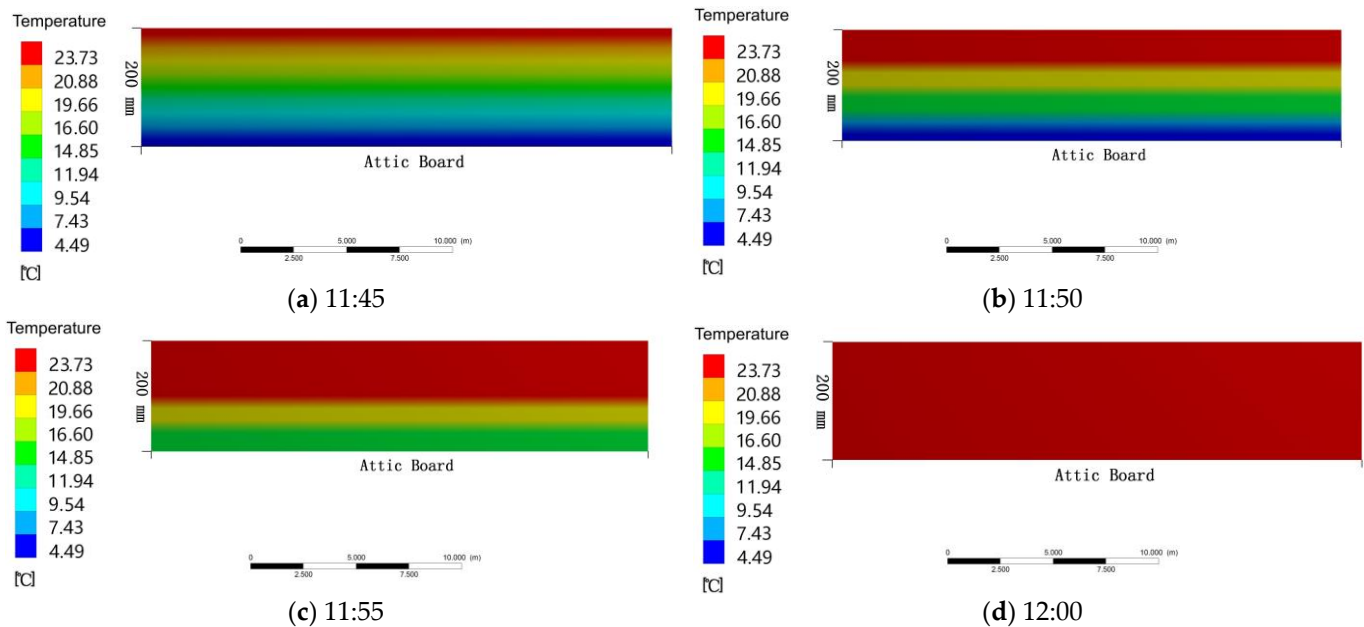 Temperature
23.73
20.88
19.66
16.60
14.85
11.94
9.54
7.43
4.49
[℃]
200 mm
Attic Board
0 5.000 10.000 (m)
2.500 7.500
(a) 11:45
Temperature
23.73
20.88
19.66
16.60
14.85
11.94
9.54
7.43
4.49
[℃]
200 mm
Attic Board
0 5.000 10.000 (m)
2.500 7.500
(b) 11:50
Temperature
23.73
20.88
19.66
16.60
14.85
11.94
9.54
7.43
4.49
[℃]
200 mm
Attic Board
0 5.000 10.000 (m)
2.500 7.500
(c) 11:55
Temperature
23.73
20.88
19.66
16.60
14.85
11.94
9.54
7.43
4.49
[℃]
200 mm
Attic Board
0 5.000 10.000 (m)
2.500 7.500
(d) 12:00